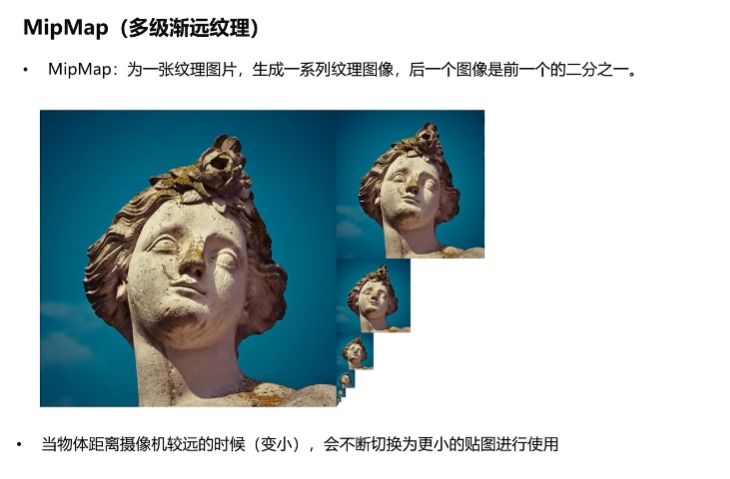 MipMap（多级渐远纹理）
• MipMap：为一张纹理图片，生成一系列纹理图像，后一个图像是前一个的二分之一。
• 当物体距离摄像机较远的时候（变小），会不断切换为更小的贴图进行使用